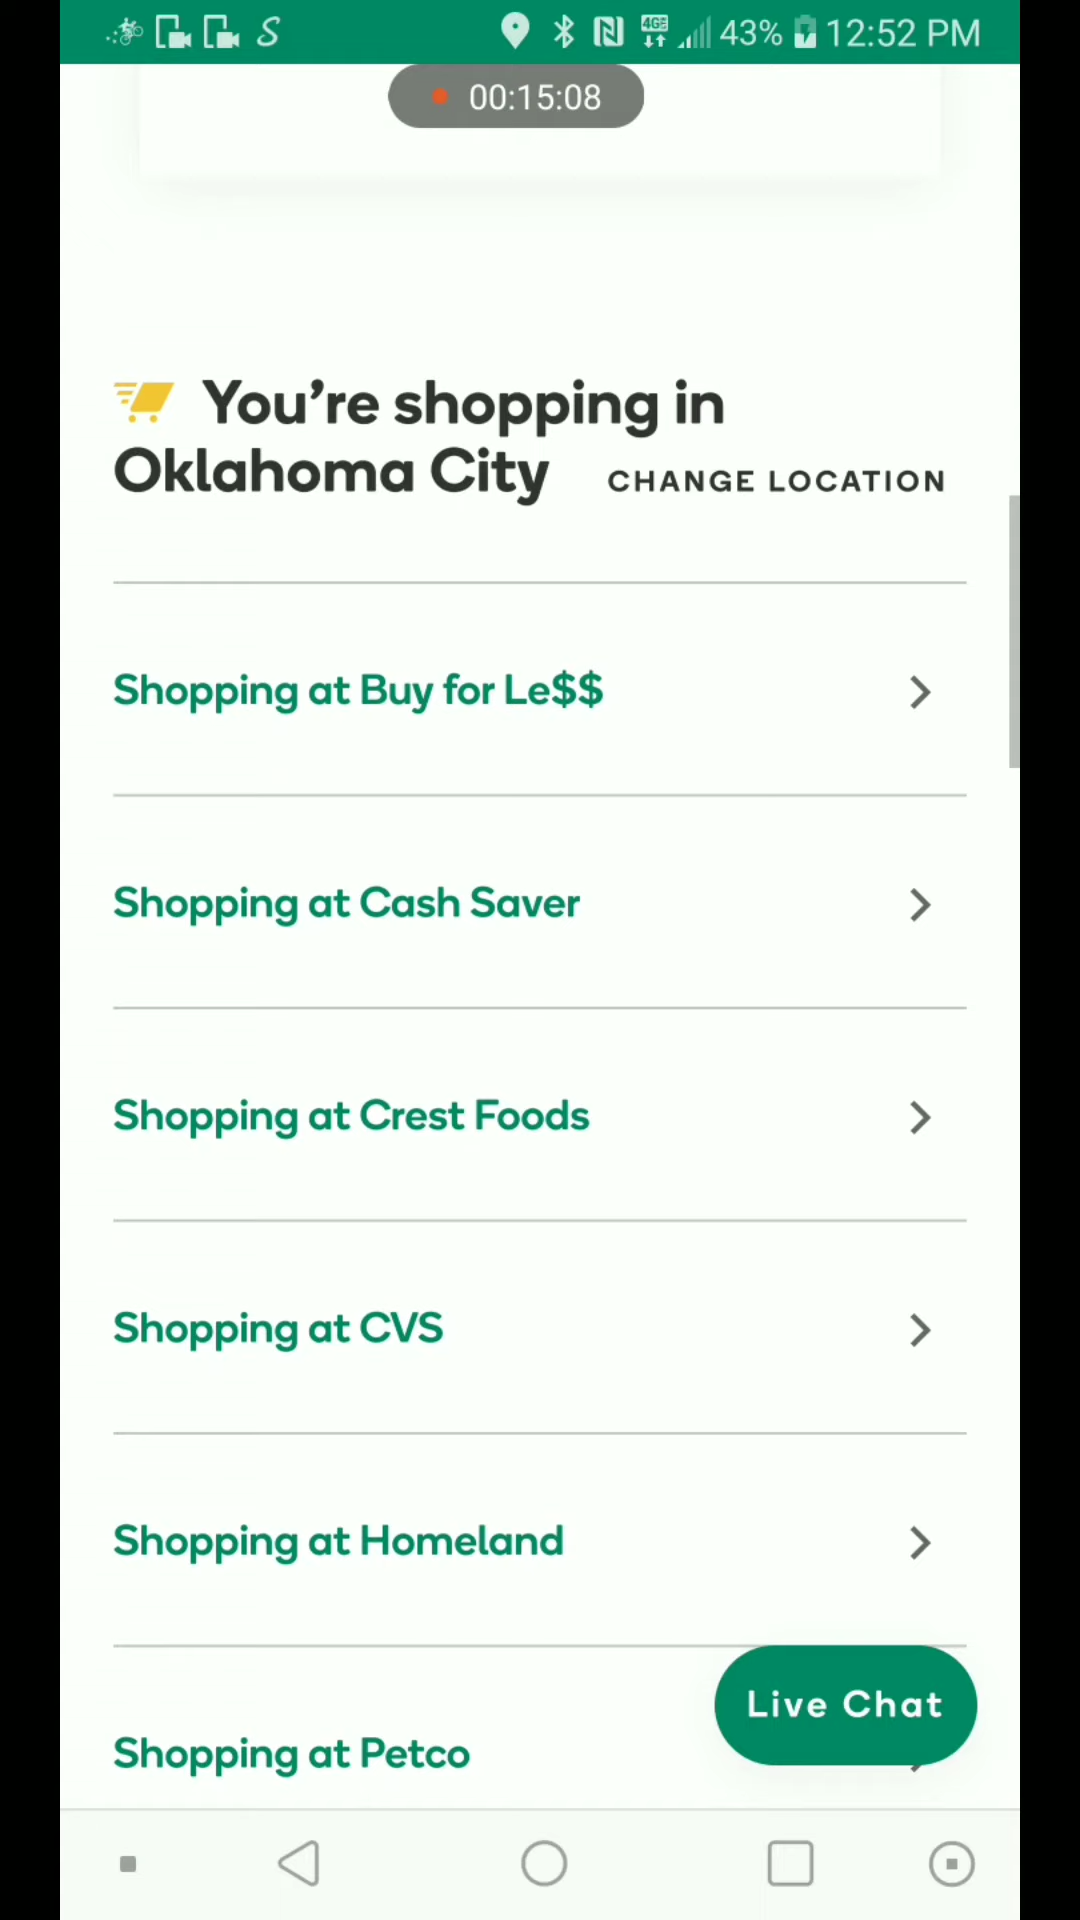 S 4GE 43% 12:52 PM
00:15:08
You’re shopping in
Oklahoma City CHANGE LOCATION
Shopping at Buy for Le$$
Shopping at Cash Saver
Shopping at Crest Foods
Shopping at CVS
Shopping at Homeland
Live Chat
Shopping at Petco